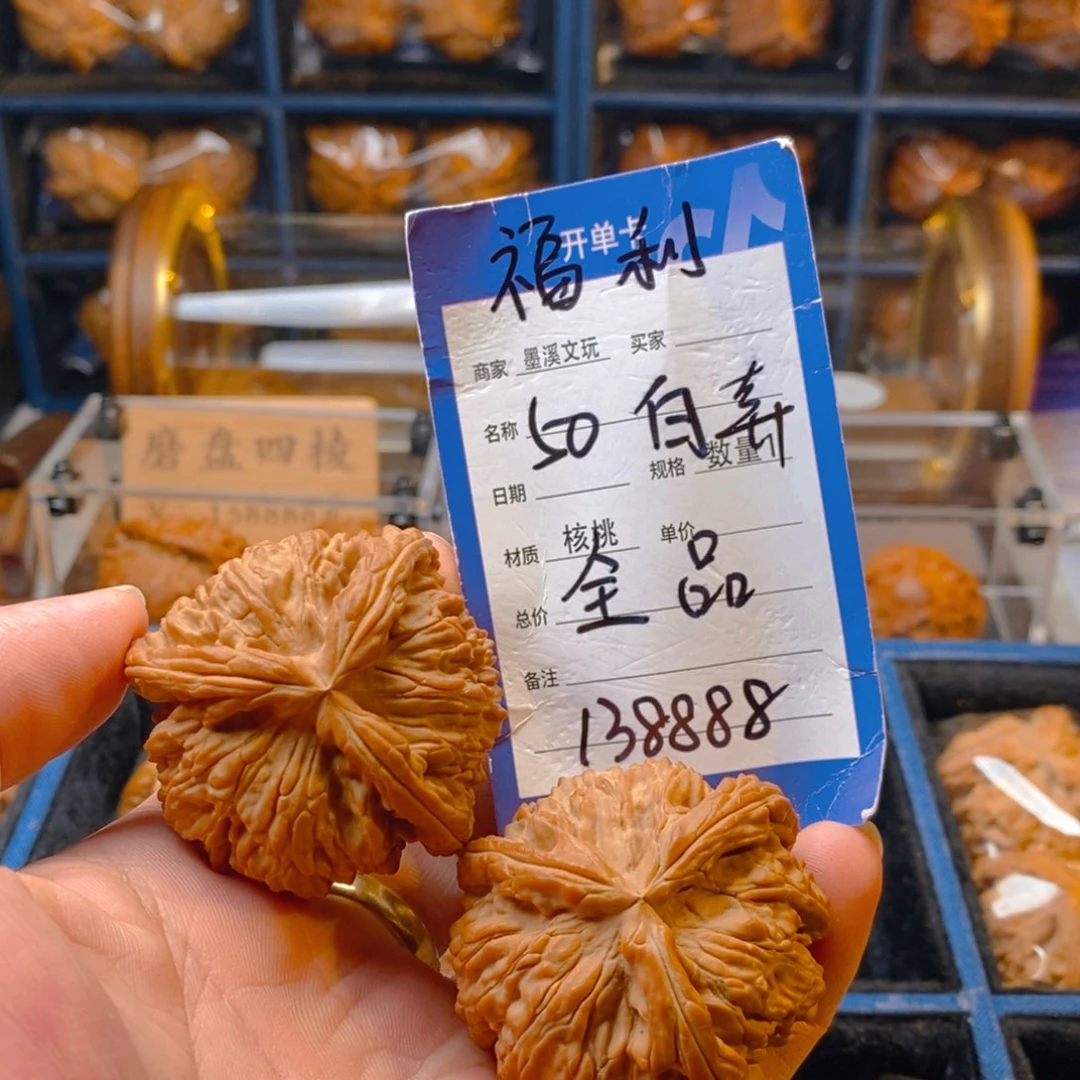 开单卡
福利
商家 墨溪文玩 买家
名称 50 白寿
日期 规格 数量
材质 核桃 单价
总价 全品
备注
138888
磨盘四棱